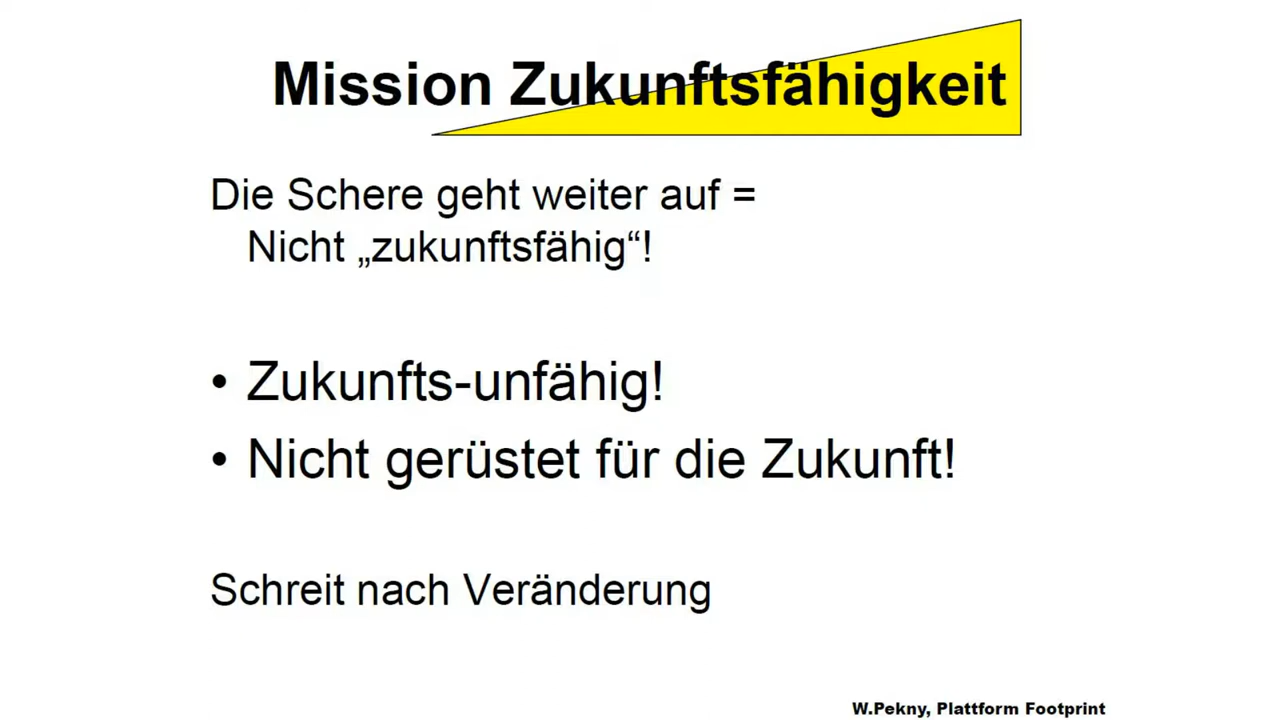 Mission Zukunftsfähigkeit
Die Schere geht weiter auf =
Nicht „zukunftsfähig“!
• Zukunfts-unfähig!
• Nicht gerüstet für die Zukunft!
Schreit nach Veränderung
W.Pekny, Plattform Footprint